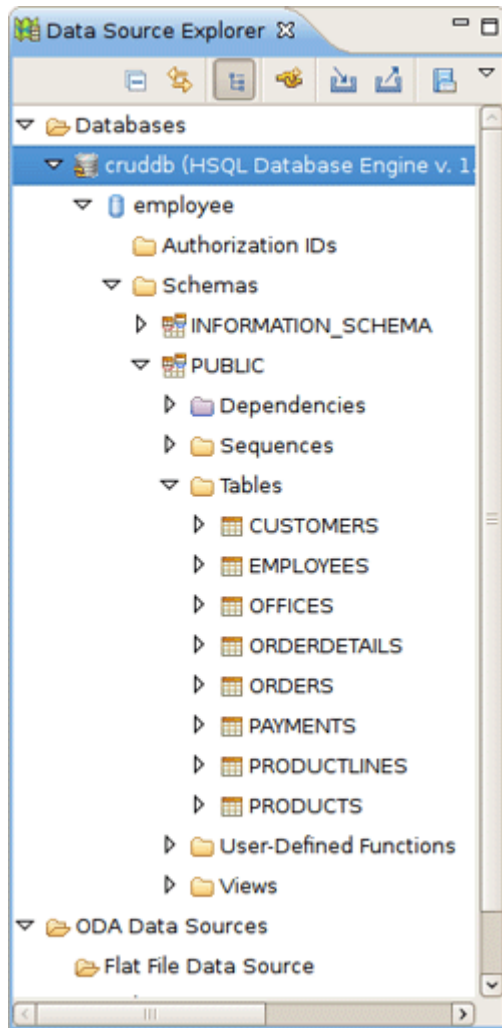 Data Source Explorer
Databases
cruddb (HSQL Database Engine v. 1.
employee
Authorization IDs
Schemas
INFORMATION_SCHEMA
PUBLIC
Dependencies
Sequences
Tables
CUSTOMERS
EMPLOYEES
OFFICES
ORDERDETAILS
ORDERS
PAYMENTS
PRODUCTLINES
PRODUCTS
User-Defined Functions
Views
ODA Data Sources
Flat File Data Source